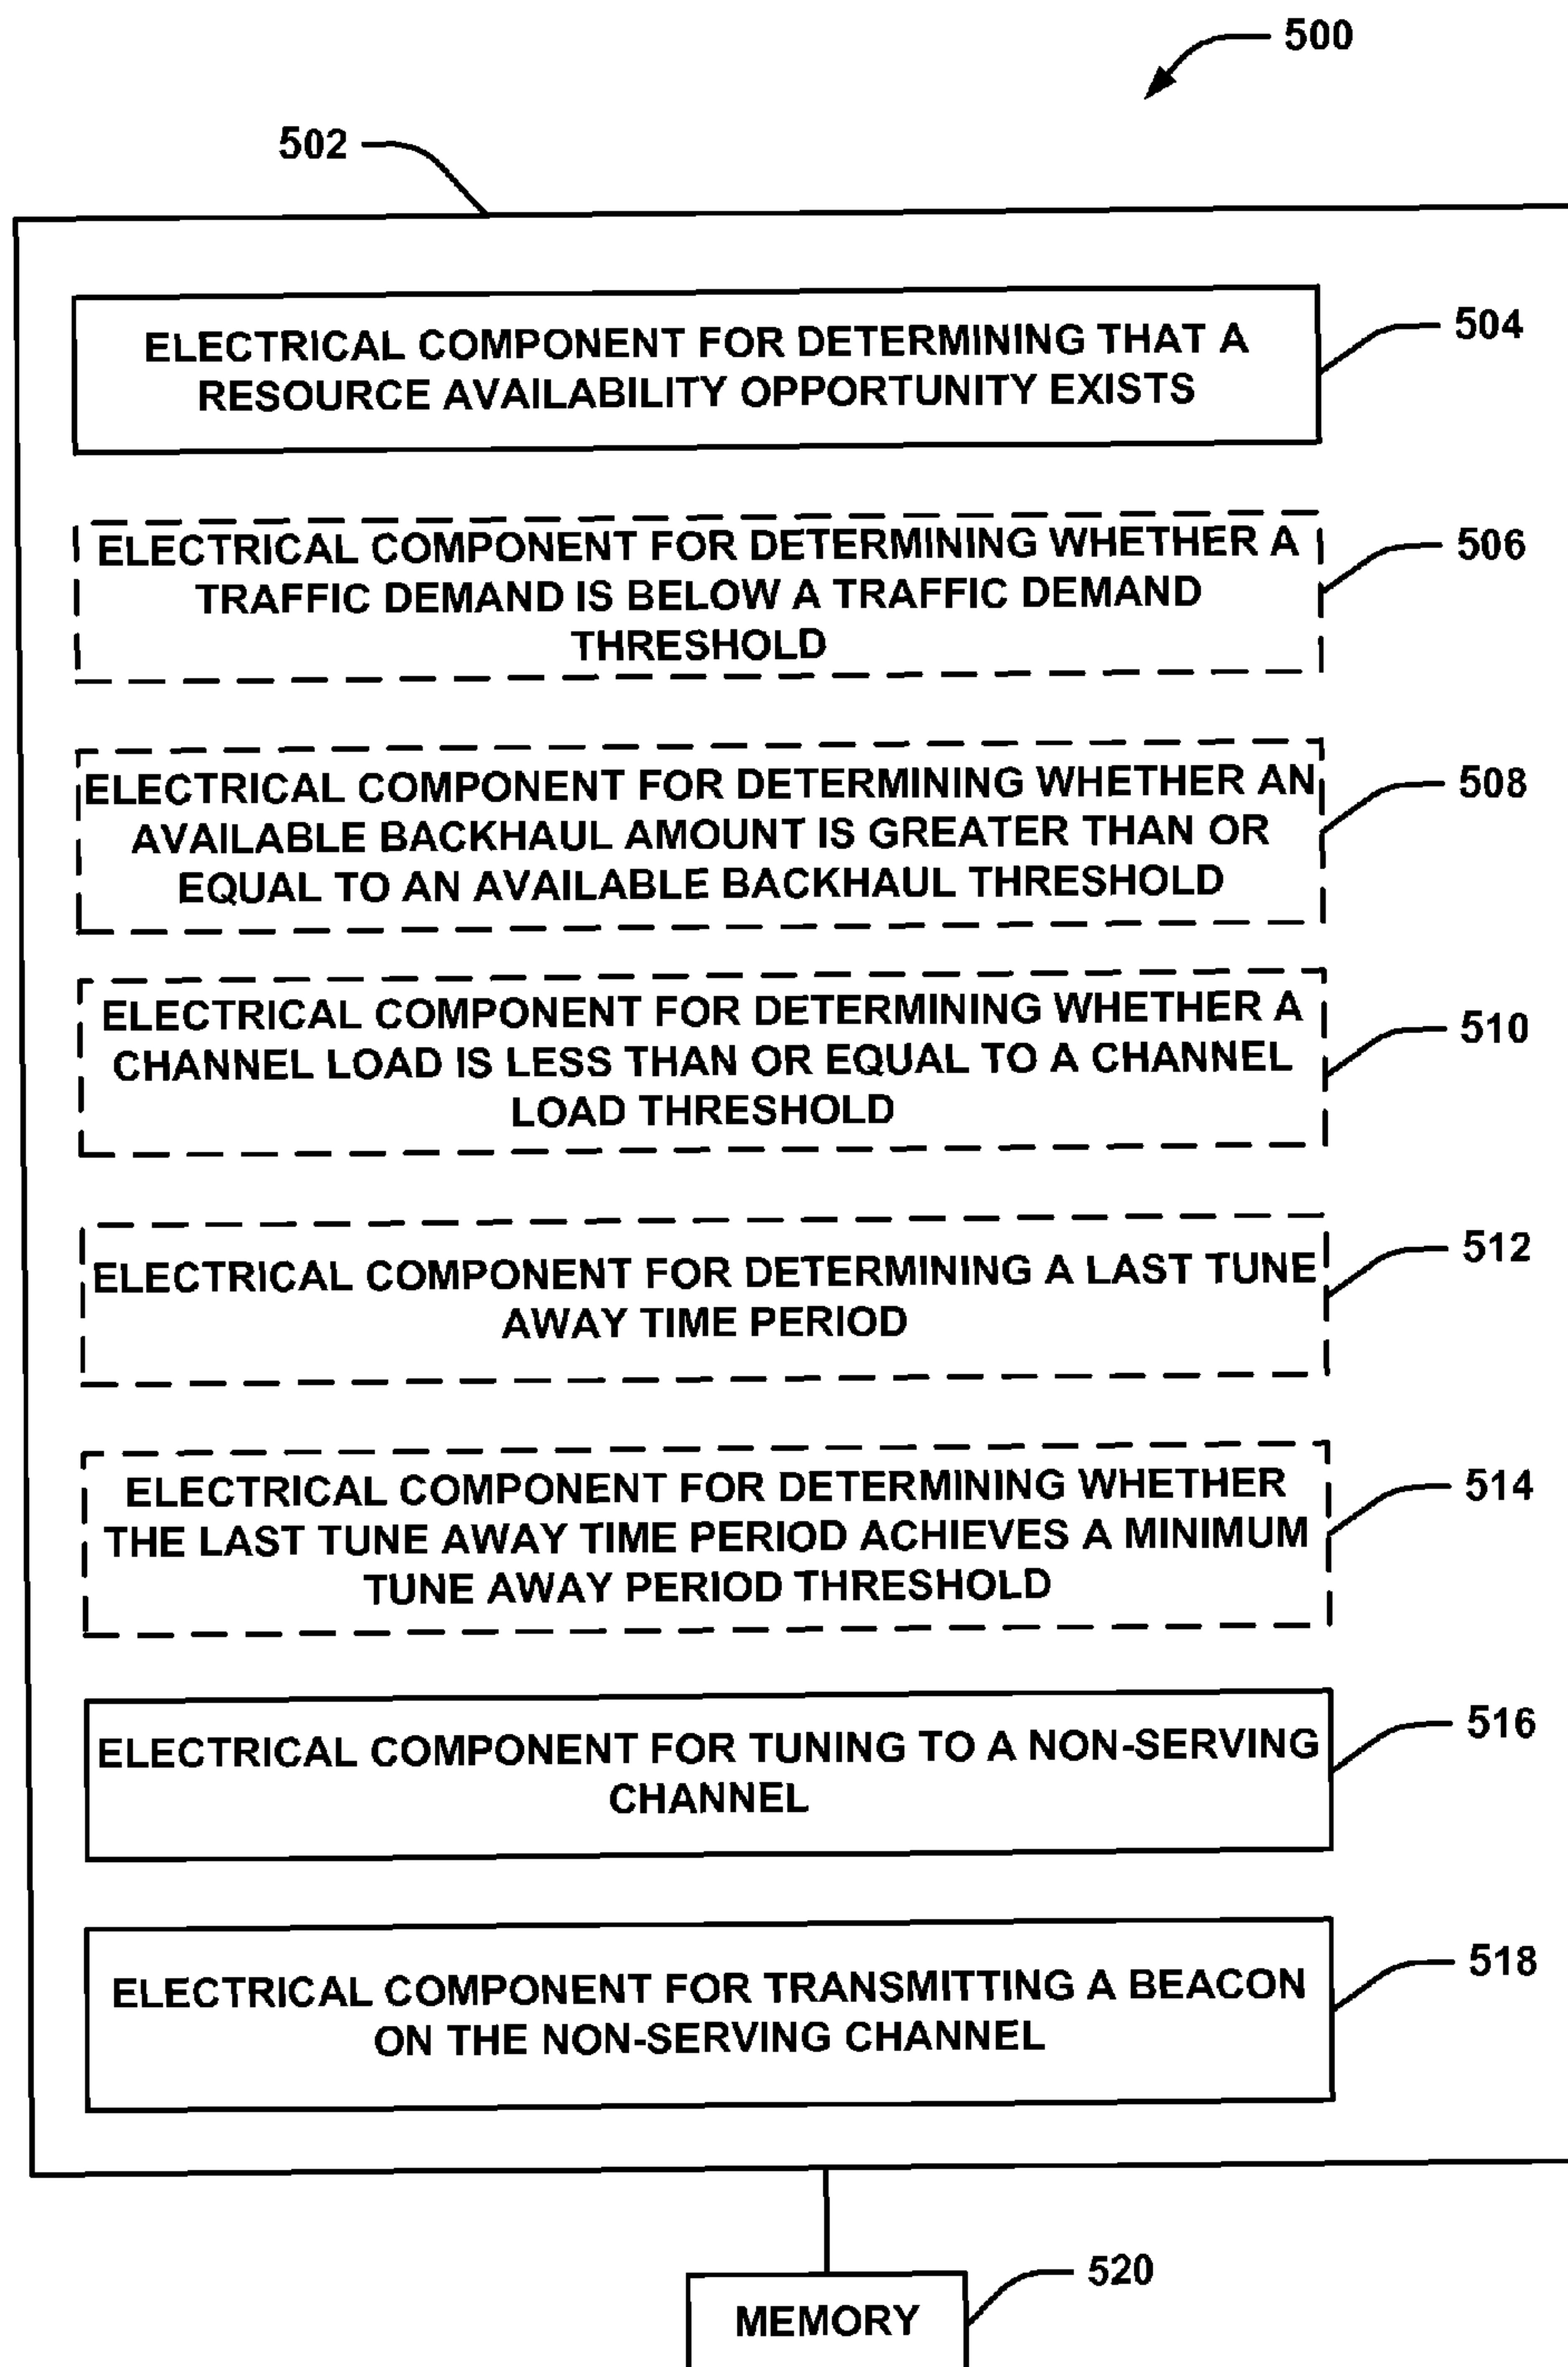 500
502
ELECTRICAL COMPONENT FOR DETERMINING THAT A
RESOURCE AVAILABILITY OPPORTUNITY EXISTS
504
ELECTRICAL COMPONENT FOR DETERMINING WHETHER A
TRAFFIC DEMAND IS BELOW A TRAFFIC DEMAND
THRESHOLD
506
ELECTRICAL COMPONENT FOR DETERMINING WHETHER AN
AVAILABLE BACKHAUL AMOUNT IS GREATER THAN OR
EQUAL TO AN AVAILABLE BACKHAUL THRESHOLD
508
ELECTRICAL COMPONENT FOR DETERMINING WHETHER A
CHANNEL LOAD IS LESS THAN OR EQUAL TO A CHANNEL
LOAD THRESHOLD
510
ELECTRICAL COMPONENT FOR DETERMINING A LAST TUNE
AWAY TIME PERIOD
512
ELECTRICAL COMPONENT FOR DETERMINING WHETHER
THE LAST TUNE AWAY TIME PERIOD ACHIEVES A MINIMUM
TUNE AWAY PERIOD THRESHOLD
514
ELECTRICAL COMPONENT FOR TUNING TO A NON-SERVING
CHANNEL
516
ELECTRICAL COMPONENT FOR TRANSMITTING A BEACON
ON THE NON-SERVING CHANNEL
518
520
MEMORY